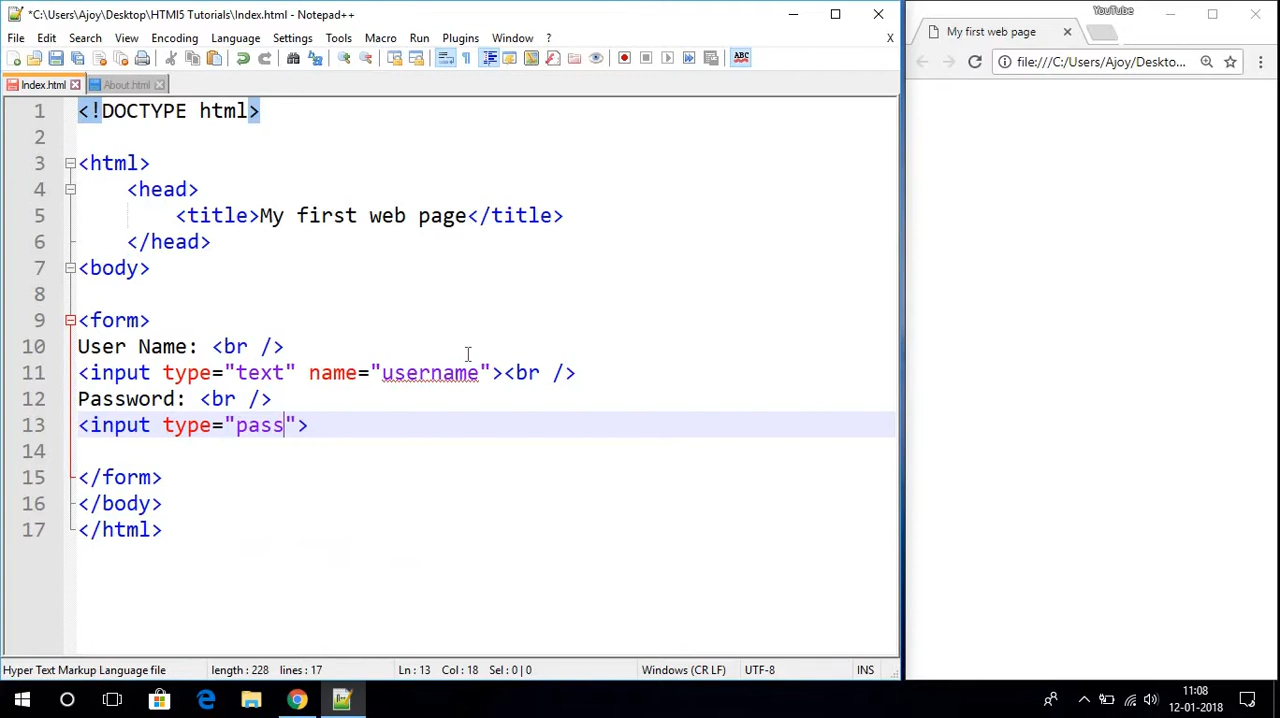 *C:\Users\Ajoy\Desktop\HTMl5 Tutorials\Index.html - Notepad++
File Edit Search View Encoding Language Settings Tools Macro Run Plugins Window ? X
Index.html About.html
1 <!DOCTYPE html>
2
3 <html>
4 <head>
5 <title>My first web page</title>
6 </head>
7 <body>
8
9 <form>
10 User Name: <br />
11 <input type="text" name="username"><br />
12 Password: <br />
13 <input type="pass">
14
15 </form>
16 </body>
17 </html>
Hyper Text Markup Language file length : 228 lines : 17 Ln : 13 Col : 18 Sel : 0 | 0 Windows (CR LF) UTF-8 INS
YouTube
My first web page
file:///C:/Users/Ajoy/Deskto...
ABC
11:08
12-01-2018